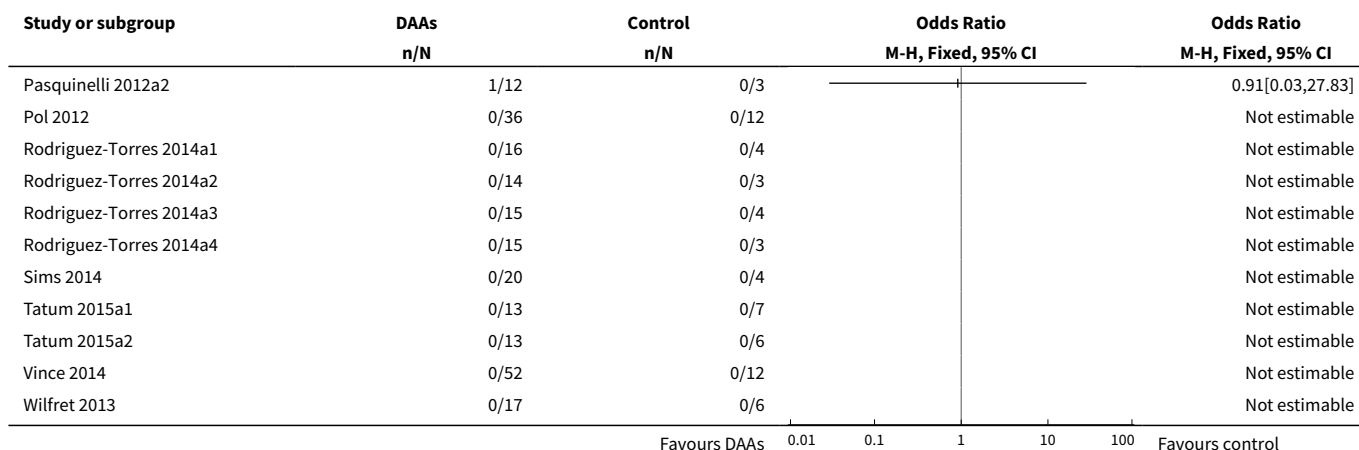 Study or subgroup DAAs Control Odds Ratio Odds Ratio
n/N n/N M-H, Fixed, 95% CI M-H, Fixed, 95% CI
Pasquinelli 2012a2 1/12 0/3 0.91[0.03,27.83]
Pol 2012 0/36 0/12 Not estimable
Rodriguez-Torres 2014a1 0/16 0/4 Not estimable
Rodriguez-Torres 2014a2 0/14 0/3 Not estimable
Rodriguez-Torres 2014a3 0/15 0/4 Not estimable
Rodriguez-Torres 2014a4 0/15 0/3 Not estimable
Sims 2014 0/20 0/4 Not estimable
Tatum 2015a1 0/13 0/7 Not estimable
Tatum 2015a2 0/13 0/6 Not estimable
Vince 2014 0/52 0/12 Not estimable
Wilfret 2013 0/17 0/6 Not estimable
Favours DAAs 0.01 0.1 1 10 100 Favours control